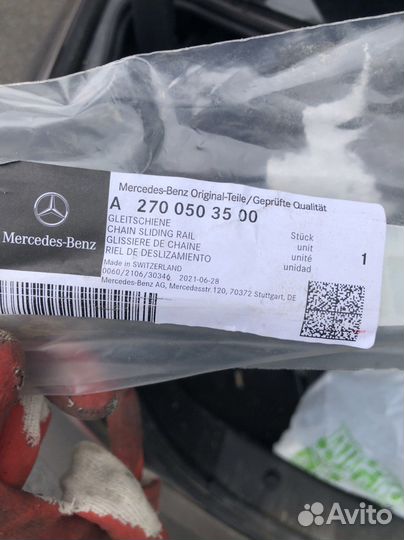 Mercedes-Benz Original-Teile/Geprüfte Qualität
A 270 050 35 00
GLEITSCHIENE
CHAIN SLIDING RAIL
GLISSIERE DE CHAINE
RIEL DE DESLIZAMIENTO
Made in SWITZERLAND
0060/2106/30346 2021-06-28
Mercedes-Benz AG, Mercedesstr.120, 70372 Stuttgart, DE
Stück
unit
unité
unidad
1
Mercedes-Benz
Avito